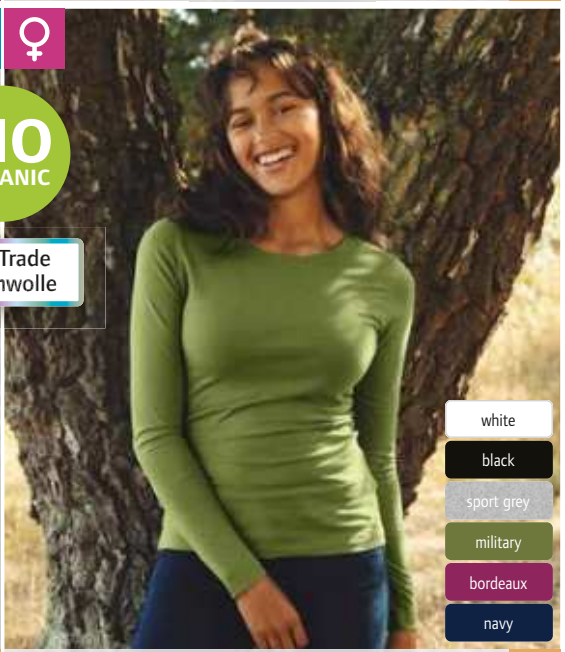 IO
ANIC
Trade
nwolle
white
black
sport grey
military
bordeaux
navy